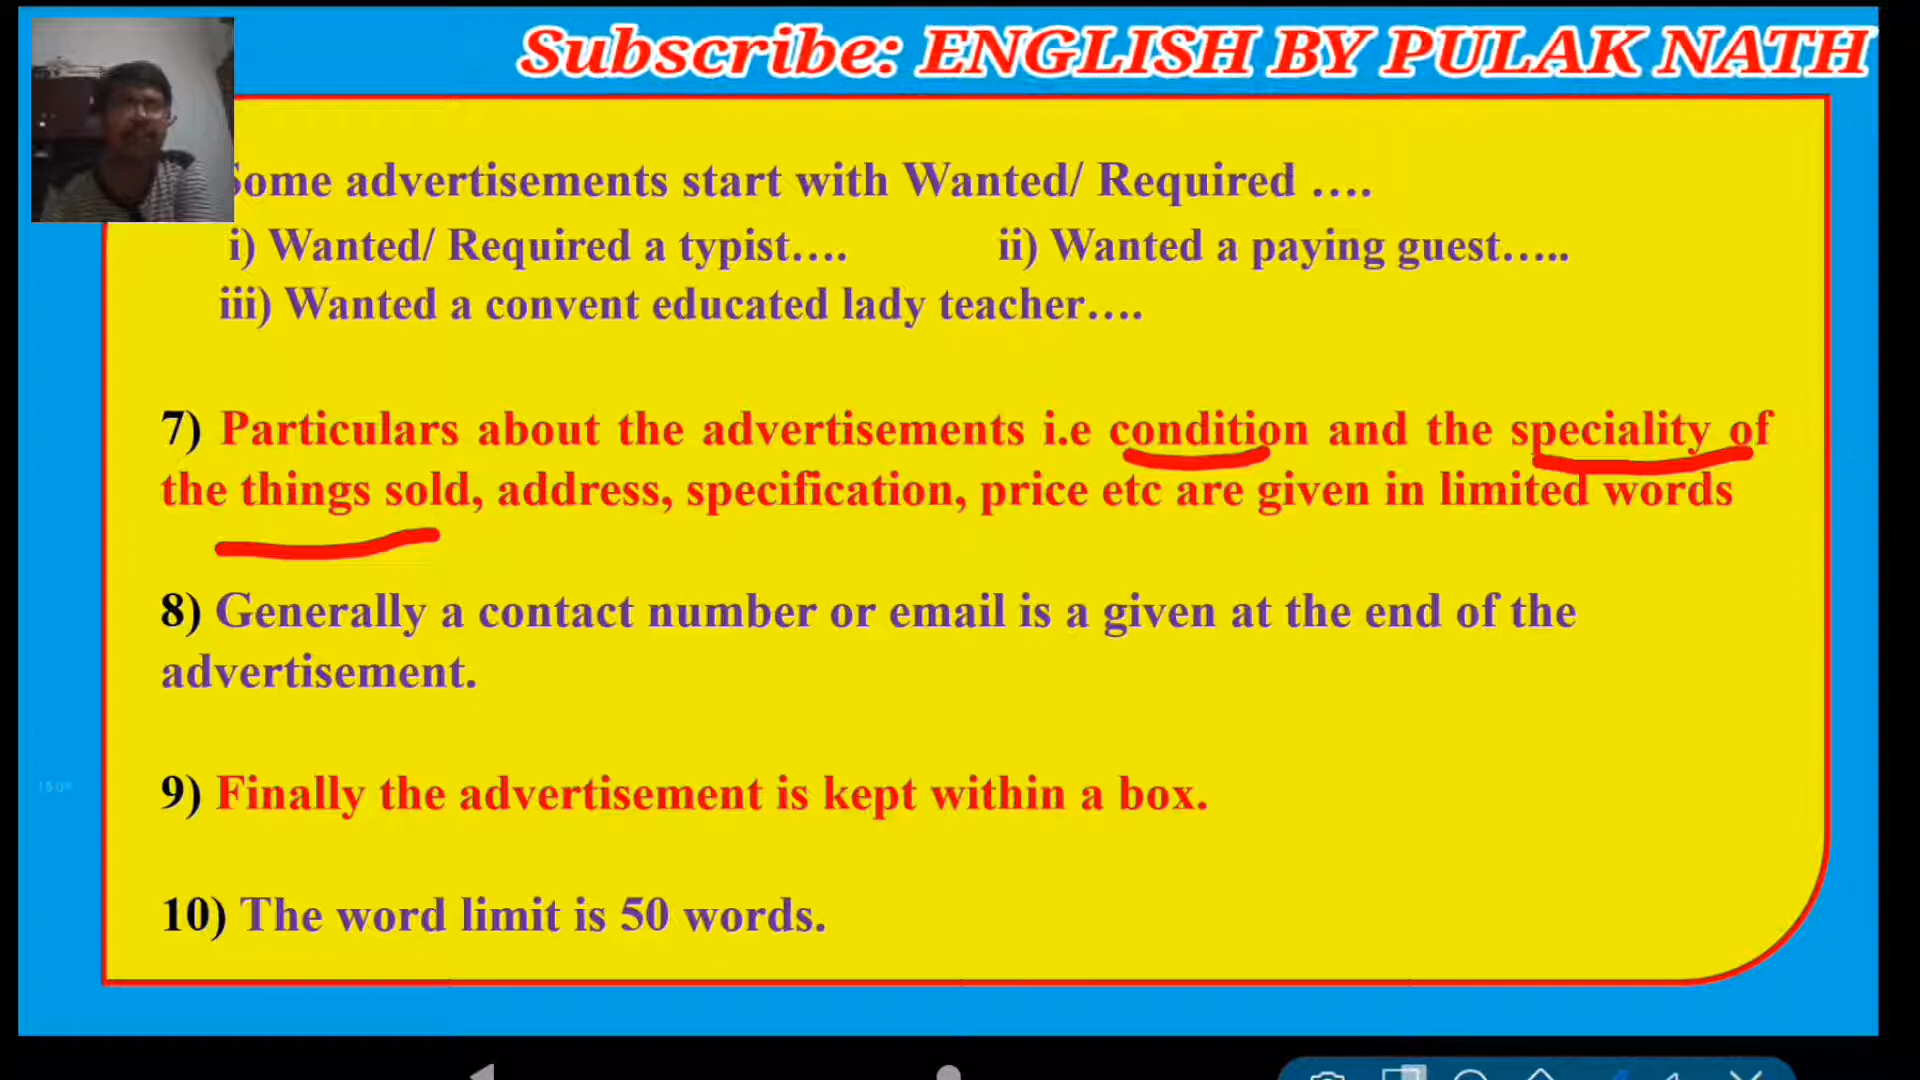 Subscribe: ENGLISH BY PULAK NATH
Some advertisements start with Wanted/ Required ....
i) Wanted/ Required a typist.... ii) Wanted a paying guest.....
iii) Wanted a convent educated lady teacher....
7) Particulars about the advertisements i.e condition and the speciality of
the things sold, address, specification, price etc are given in limited words
8) Generally a contact number or email is a given at the end of the
advertisement.
9) Finally the advertisement is kept within a box.
10) The word limit is 50 words.